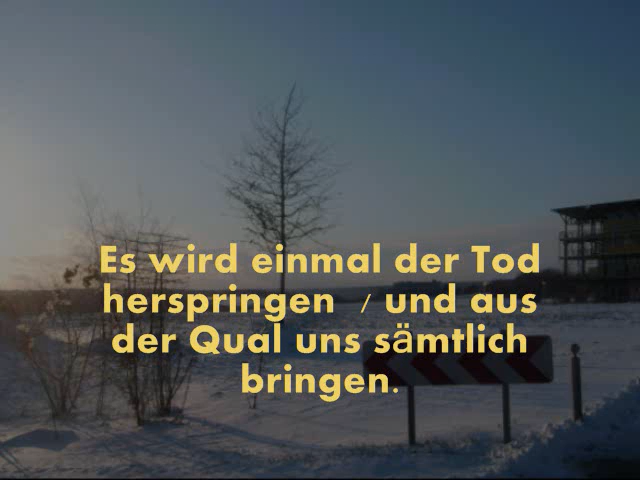 Es wird einmal der Tod
herspringen / und aus
der Qual uns sämtlich
bringen.